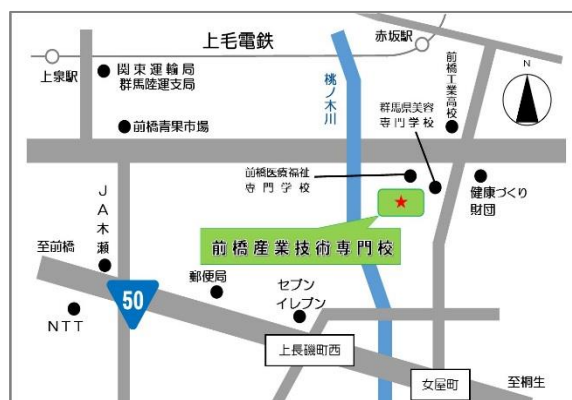 上毛電鉄
赤坂駅
上泉駅
関東運輸局
群馬陸運支局
前橋青果市場
桃ノ木川
前橋工業高校
N
群馬県美容
専門学校
前橋医療福祉
専門学校
健康づくり
財団
JA木瀬
前橋産業技術専門校
至前橋
50
郵便局
セブン
イレブン
NTT
上長磯町西
女屋町
至桐生